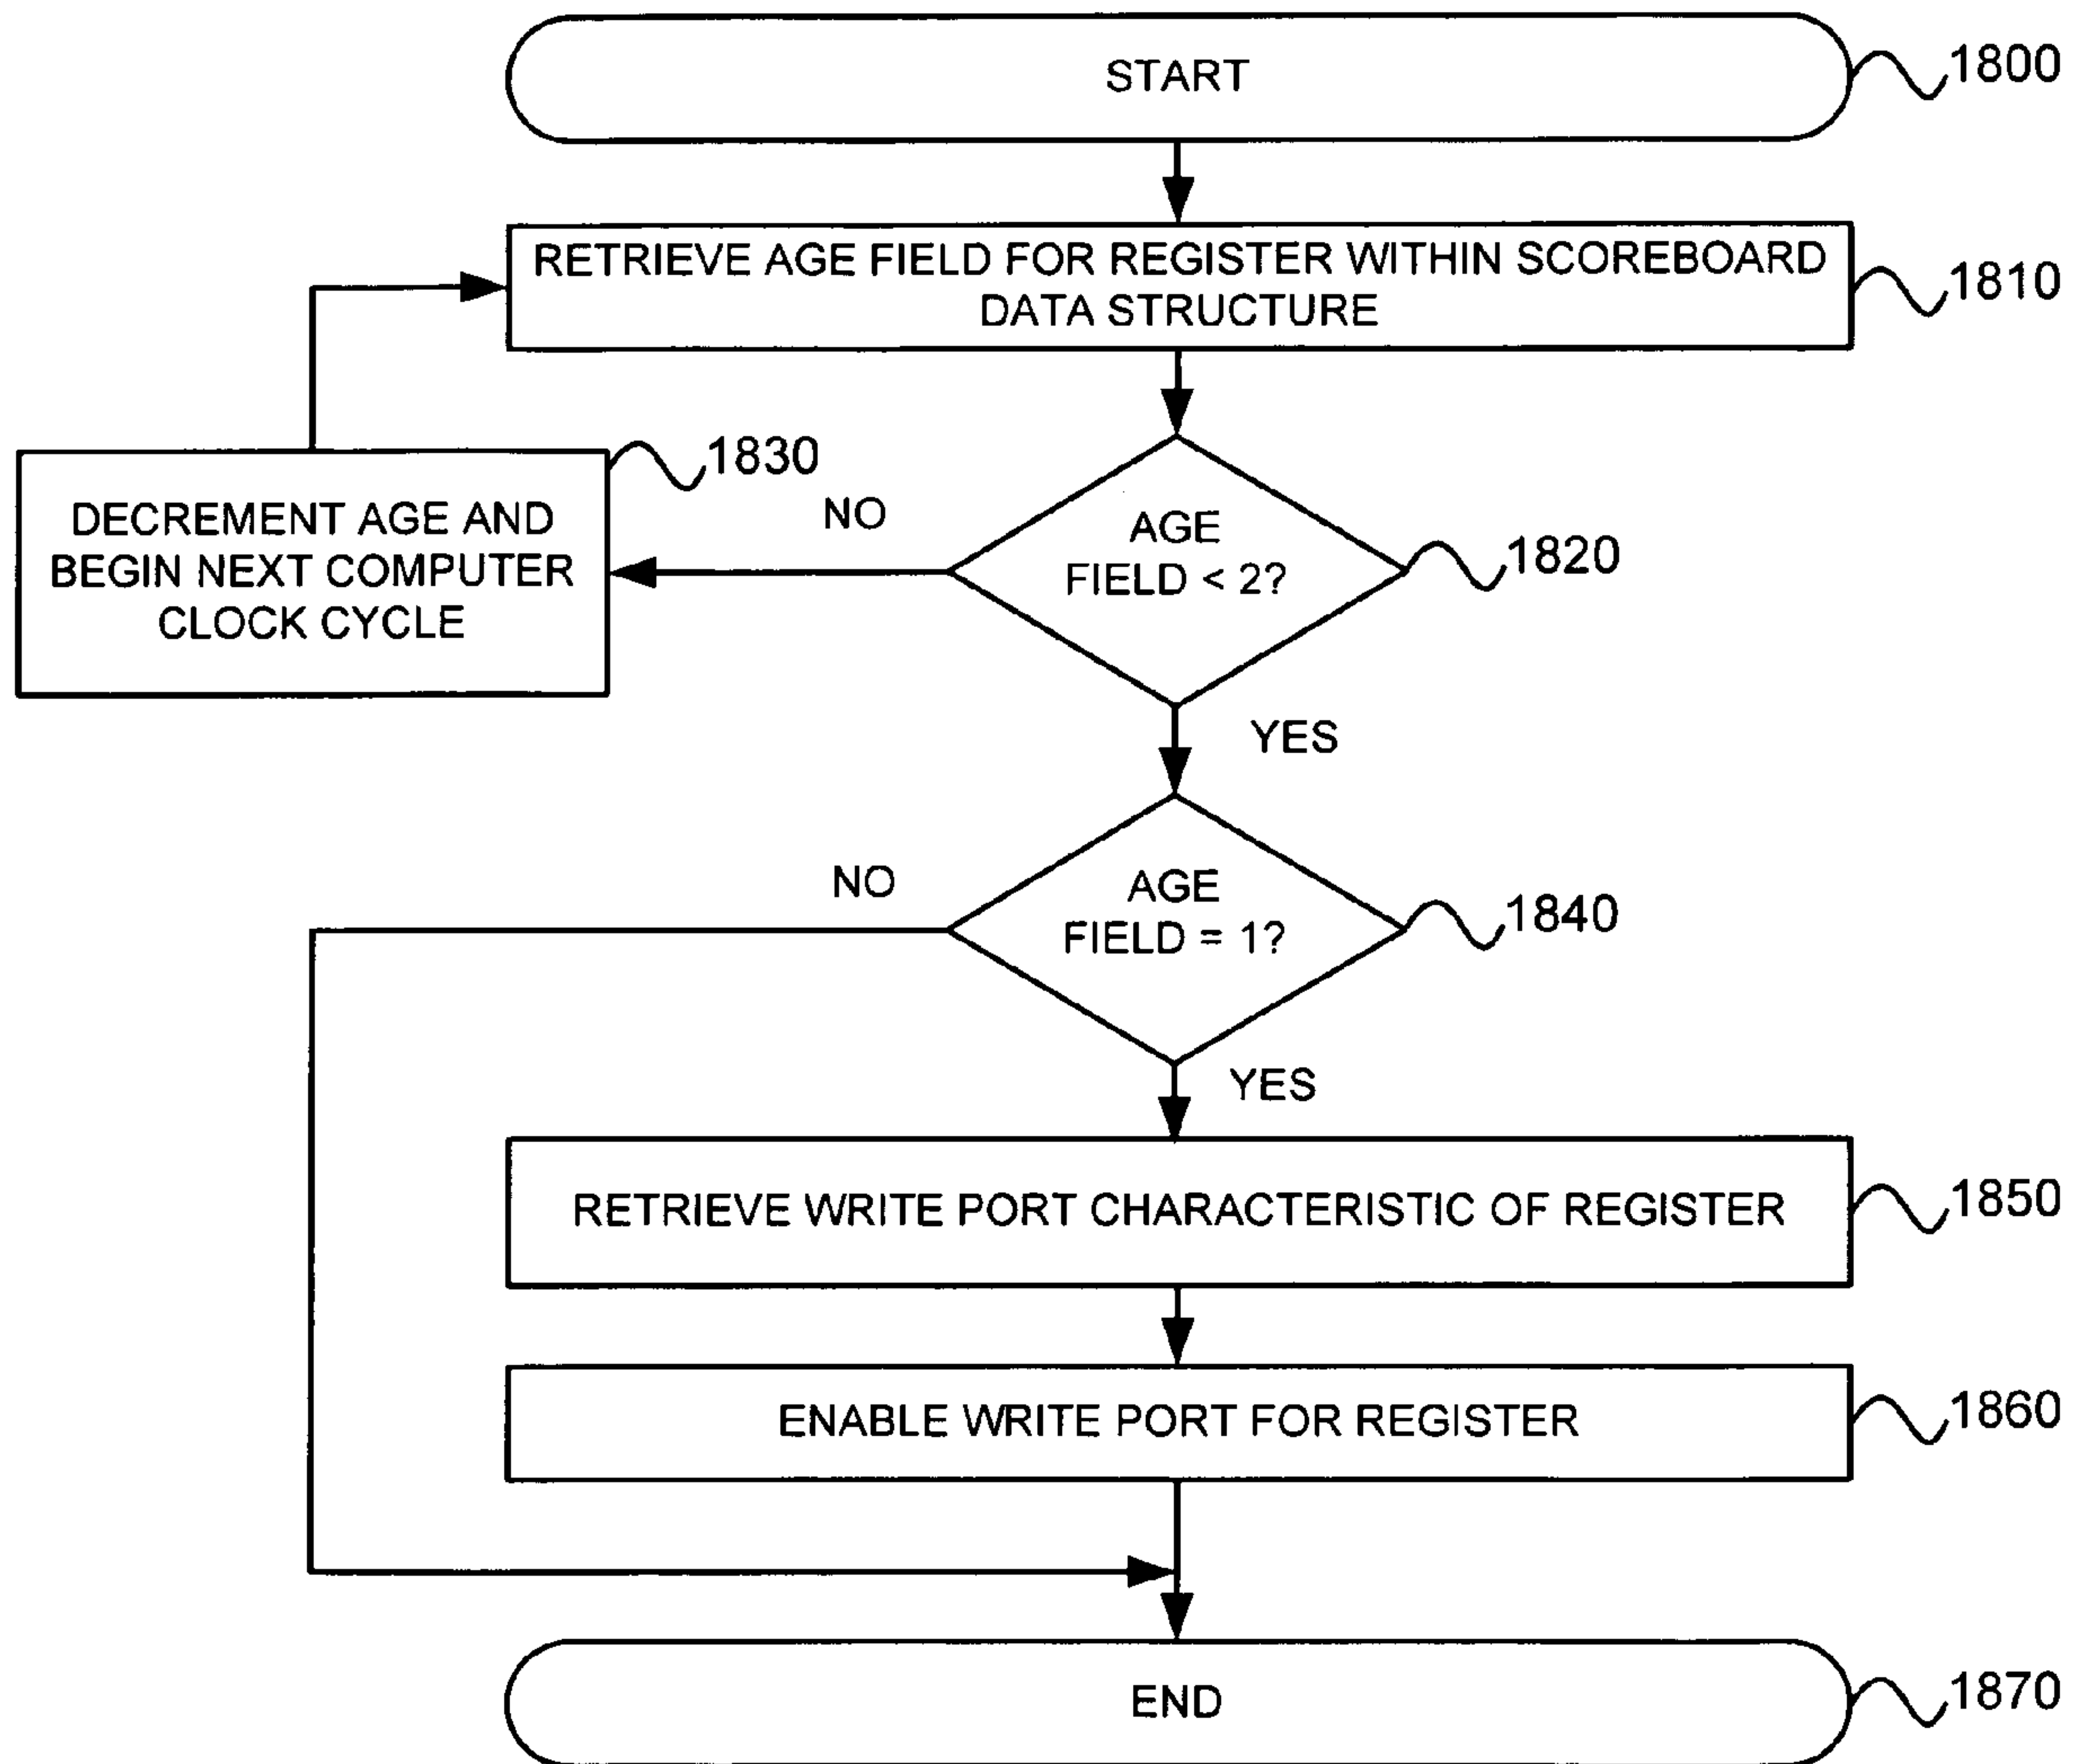 START
1800
RETRIEVE AGE FIELD FOR REGISTER WITHIN SCOREBOARD
DATA STRUCTURE
1810
1830
DECREMENT AGE AND
BEGIN NEXT COMPUTER
CLOCK CYCLE
NO
AGE
FIELD < 2?
1820
YES
NO
AGE
FIELD = 1?
1840
YES
RETRIEVE WRITE PORT CHARACTERISTIC OF REGISTER
1850
ENABLE WRITE PORT FOR REGISTER
1860
END
1870